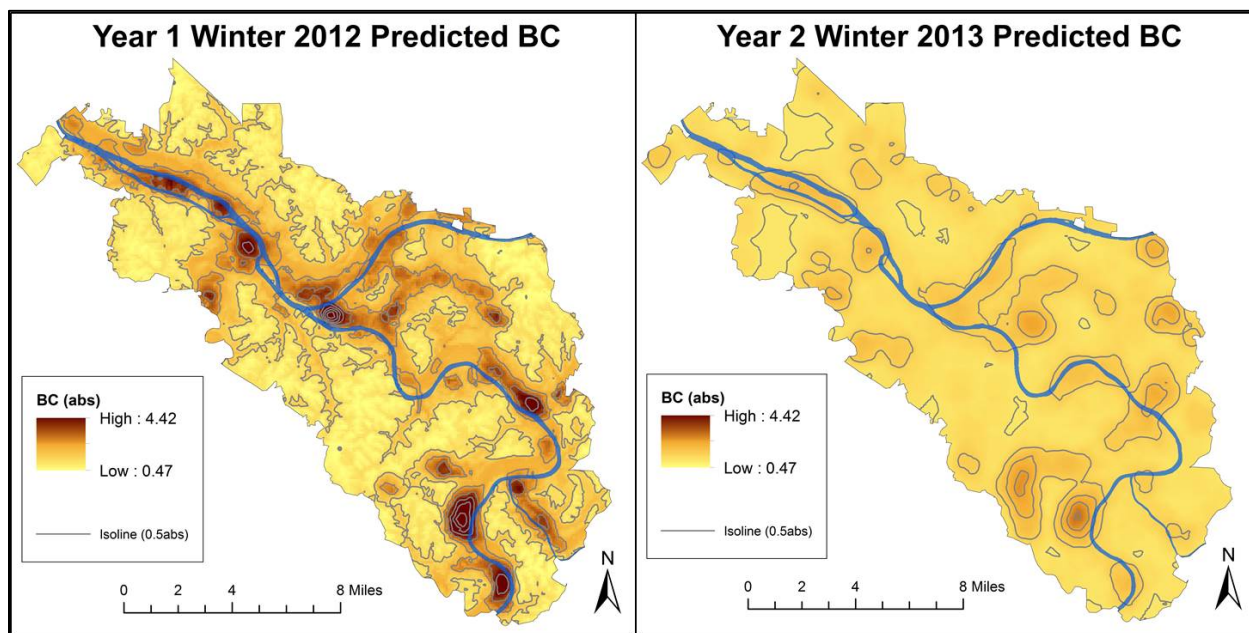 Year 1 Winter 2012 Predicted BC
BC (abs)
High : 4.42
Low : 0.47
Isoline (0.5abs)
0 2 4 8 Miles
N
Year 2 Winter 2013 Predicted BC
BC (abs)
High : 4.42
Low : 0.47
Isoline (0.5abs)
0 2 4 8 Miles
N